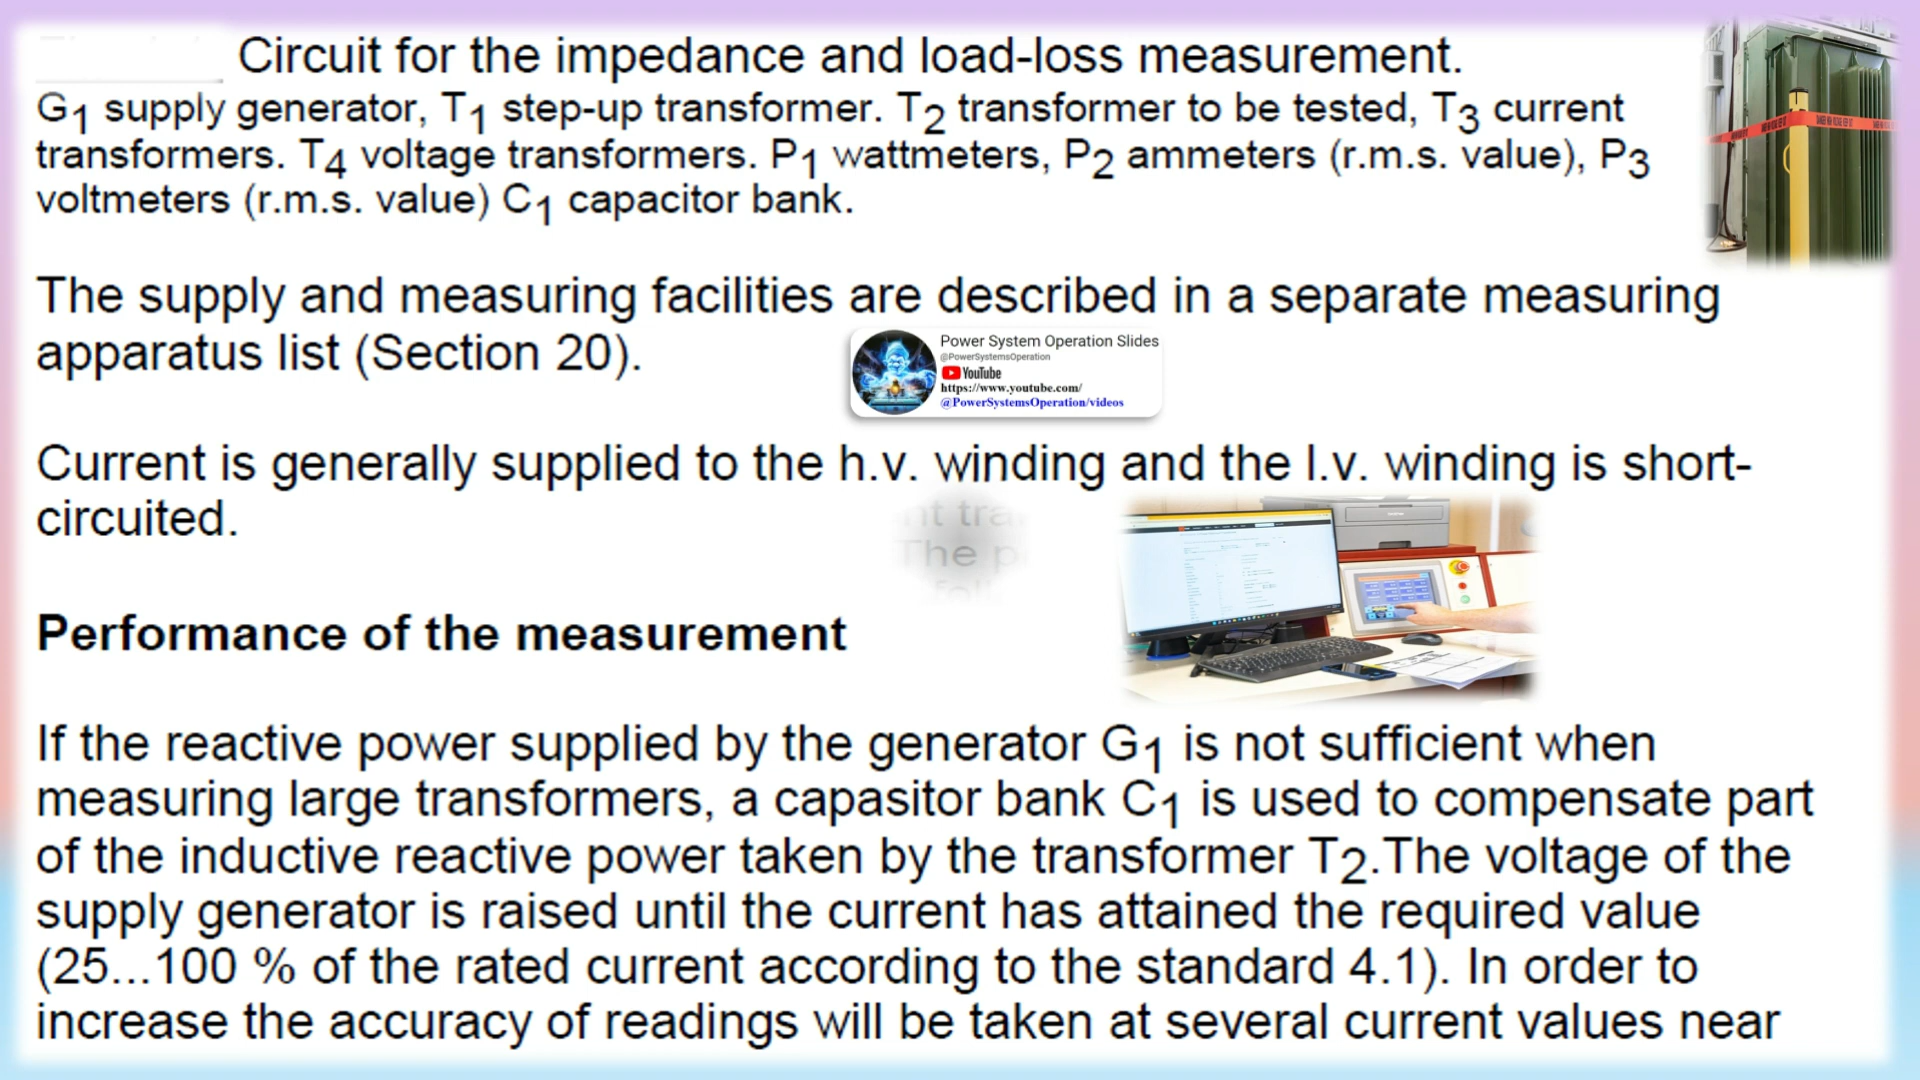 Circuit for the impedance and load-loss measurement.
G1 supply generator, T1 step-up transformer. T2 transformer to be tested, T3 current
transformers. T4 voltage transformers. P1 wattmeters, P2 ammeters (r.m.s. value), P3
voltmeters (r.m.s. value) C1 capacitor bank.
The supply and measuring facilities are described in a separate measuring
apparatus list (Section 20).
Power System Operation Slides
@PowerSystemsOperation
YouTube
https://www.youtube.com/
@PowerSystemsOperation/videos
Current is generally supplied to the h.v. winding and the l.v. winding is short-
circuited.
Performance of the measurement
If the reactive power supplied by the generator G1 is not sufficient when
measuring large transformers, a capasitor bank C1 is used to compensate part
of the inductive reactive power taken by the transformer T2.The voltage of the
supply generator is raised until the current has attained the required value
(25...100 % of the rated current according to the standard 4.1). In order to
increase the accuracy of readings will be taken at several current values near